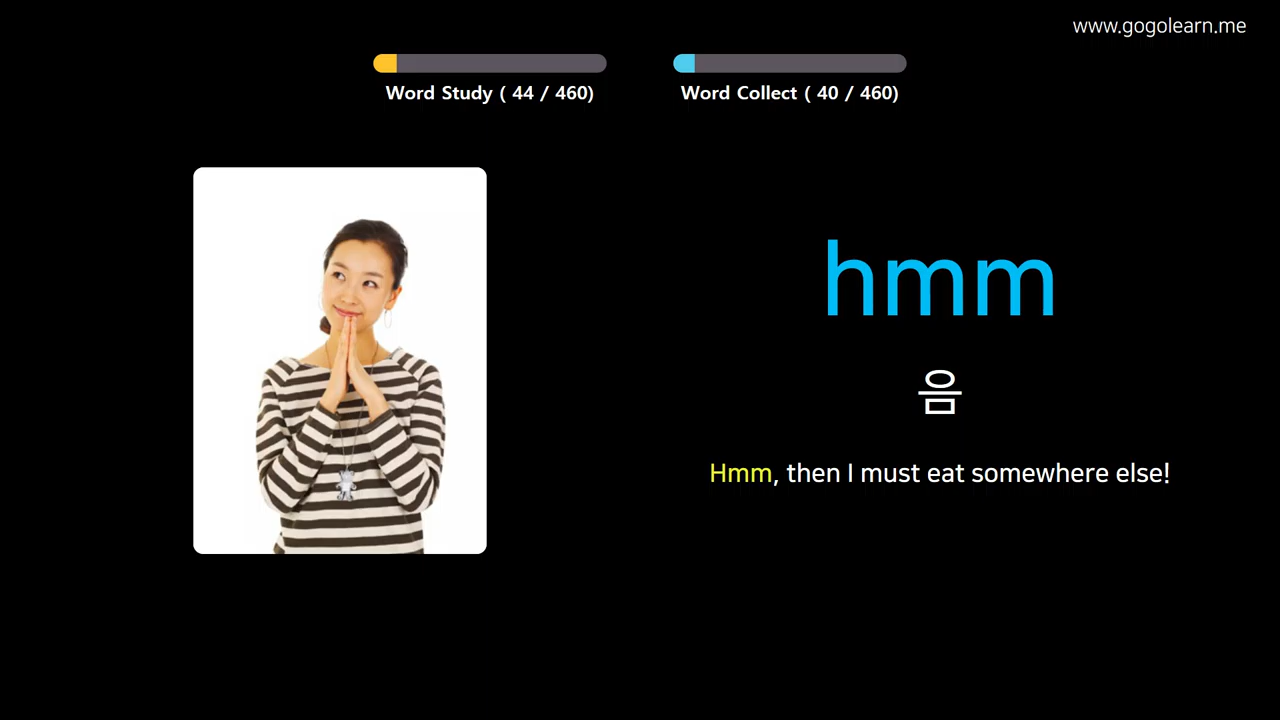 www.gogolearn.me
Word Study ( 44 / 460)
Word Collect ( 40 / 460)
hmm
음
Hmm, then I must eat somewhere else!